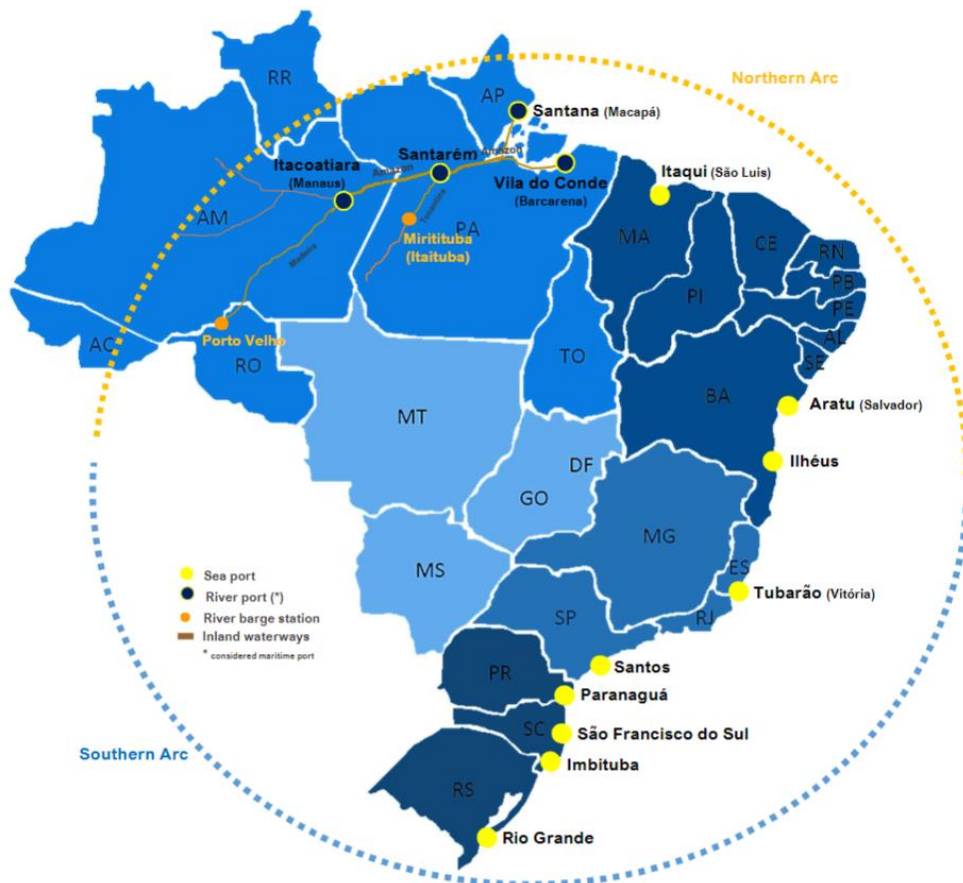 RR
AP
Northern Arc
Santana (Macapá)
Itacoatiara
(Manaus)
Santarém
Amazon
Amazon
Vila do Conde
(Barcarena)
Itaqui (São Luis)
AM
Tocantins
PA
Miritituba
(Itaituba)
Madeira
MA
CE
RN
PB
PE
PI
AL
SE
Porto Velho
AC
RO
TO
BA
MT
Aratu (Salvador)
Ilhéus
DF
GO
MG
MS
ES
Tubarão (Vitória)
Sea port
River port (*)
River barge station
Inland waterways
* considered maritime port
SP
RJ
Santos
PR
Paranaguá
SC
São Francisco do Sul
Southern Arc
Imbituba
RS
Rio Grande